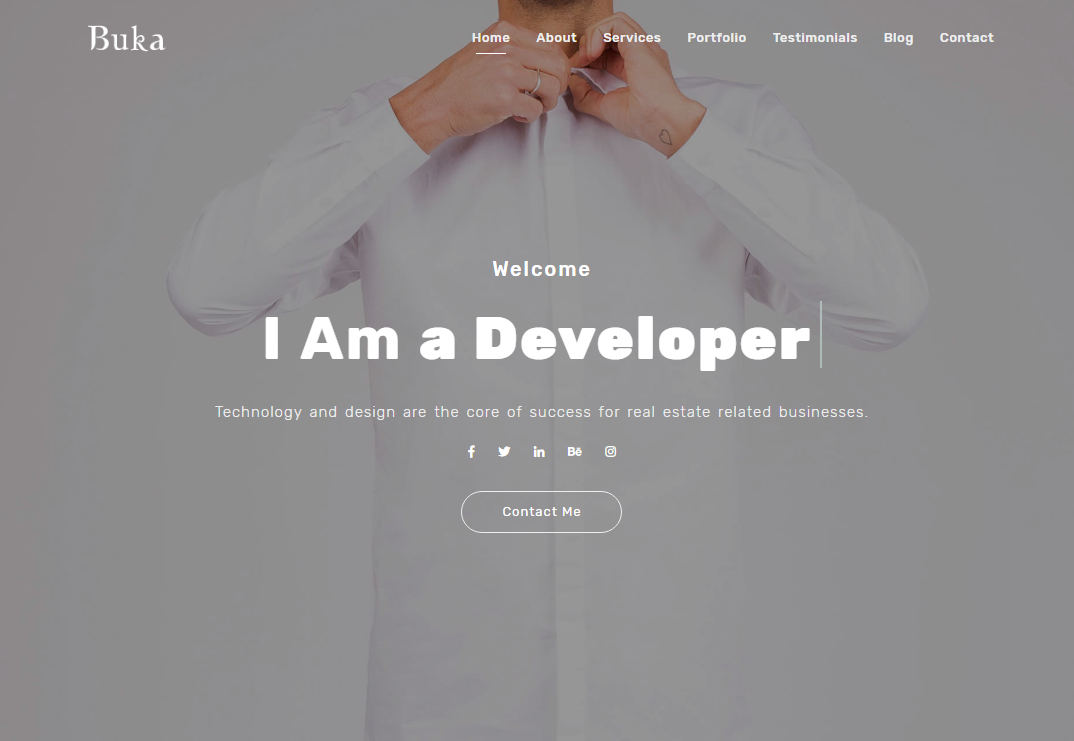 Buka
Home About Services Portfolio Testimonials Blog Contact
Welcome
I Am a Developer
Technology and design are the core of success for real estate related businesses.
Bē
Contact Me